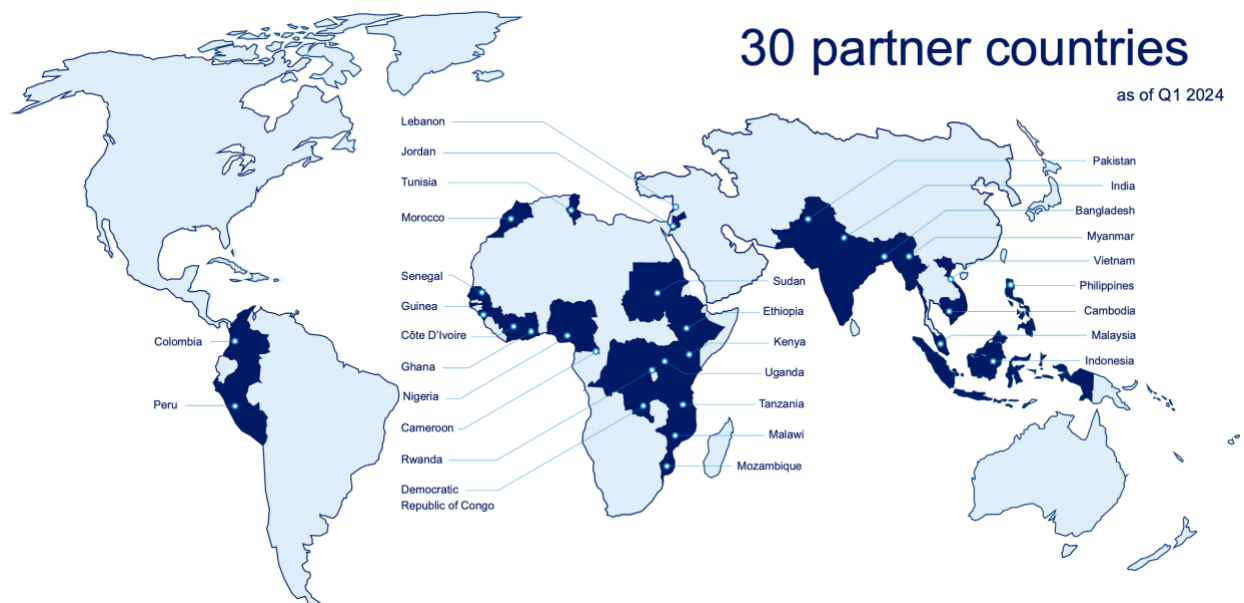 30 partner countries
as of Q1 2024
Lebanon
Jordan
Tunisia
Morocco
Senegal
Guinea
Côte D'Ivoire
Ghana
Nigeria
Cameroon
Rwanda
Democratic
Republic of Congo
Colombia
Peru
Sudan
Ethiopia
Kenya
Uganda
Tanzania
Malawi
Mozambique
Pakistan
India
Bangladesh
Myanmar
Vietnam
Philippines
Cambodia
Malaysia
Indonesia